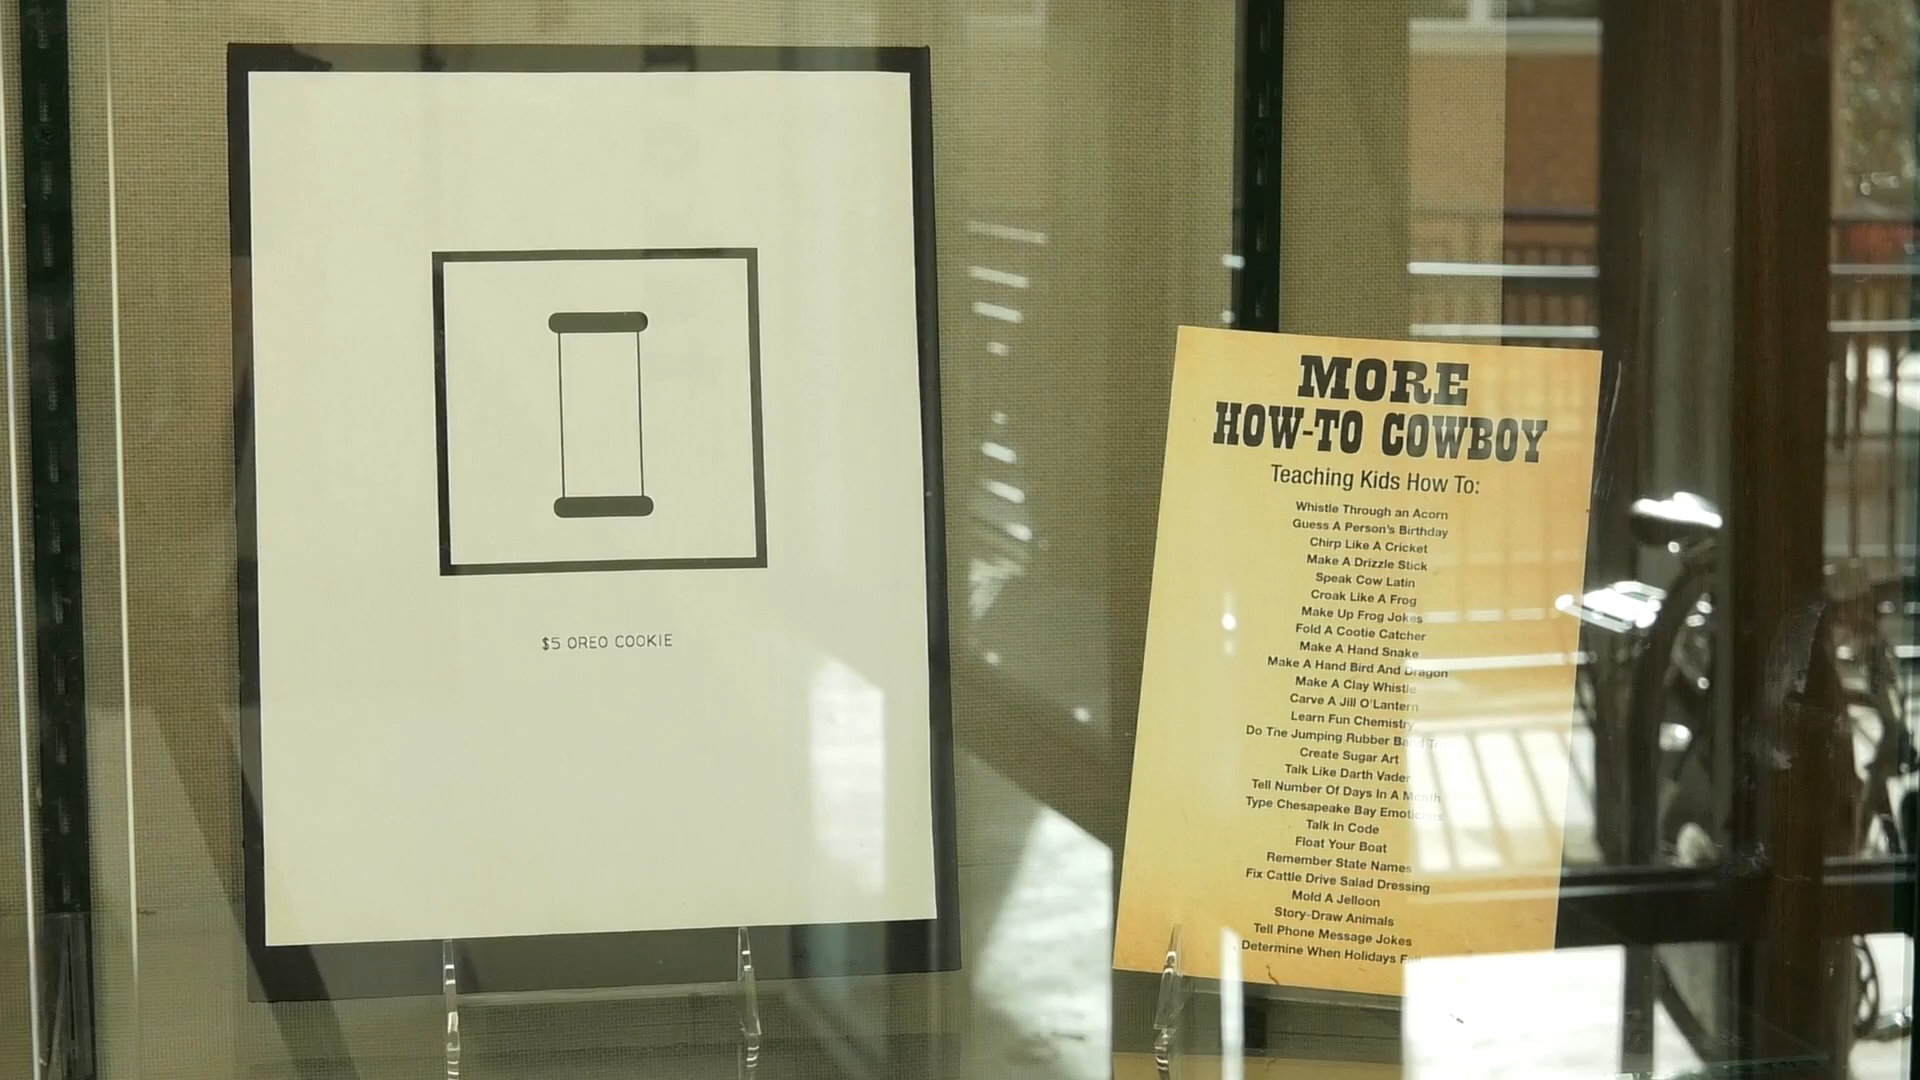 $5 OREO COOKIE
MORE
HOW-TO COWBOY
Teaching Kids How To:
Whistle Through an Acorn
Guess A Person's Birthday
Chirp Like A Cricket
Make A Drizzle Stick
Speak Cow Latin
Croak Like A Frog
Make Up Frog Jokes
Fold A Cootie Catcher
Make A Hand Snake
Make A Hand Bird And Dragon
Make A Clay Whistle
Carve A Jill O'Lantern
Learn Fun Chemistry
Do The Jumping Rubber Band
Create Sugar Art
Talk Like Darth Vader
Tell Number Of Days In A Month
Type Chesapeake Bay Emoticons
Talk In Code
Float Your Boat
Remember State Names
Fix Cattle Drive Salad Dressing
Mold A Jelloon
Story-Draw Animals
Tell Phone Message Jokes
Determine When Holidays